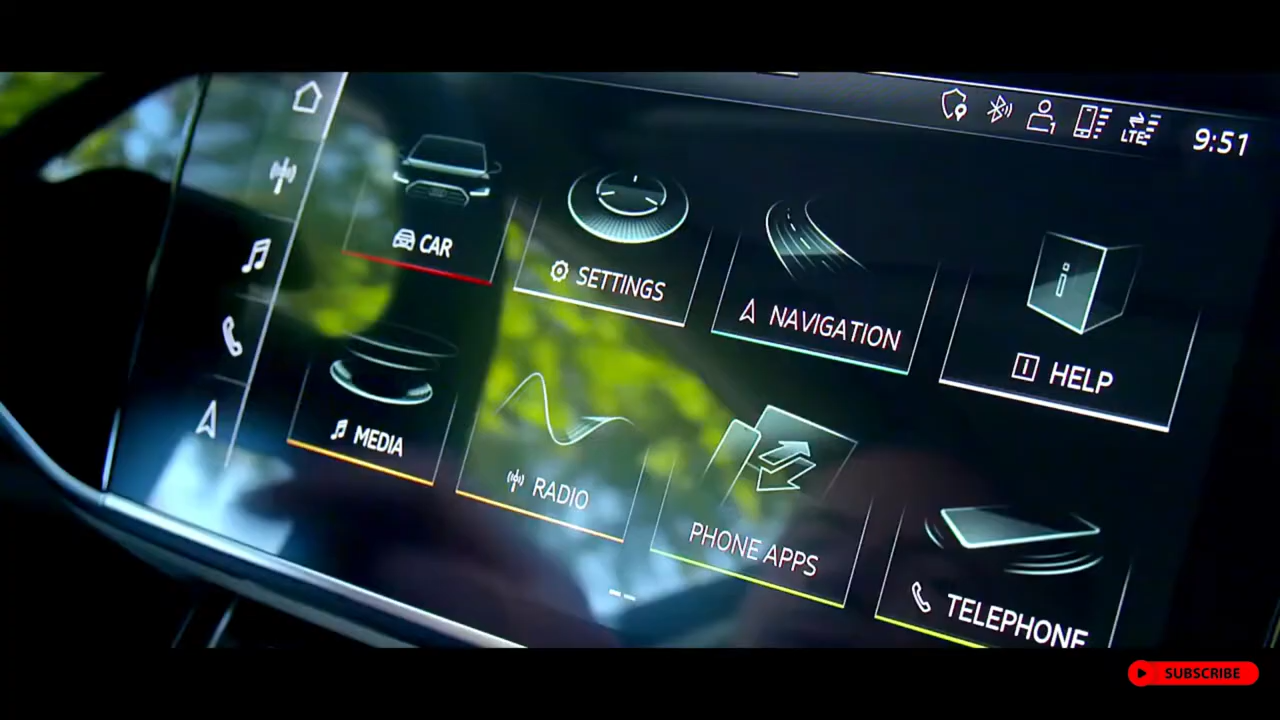 LTE 9:51
CAR
SETTINGS
NAVIGATION
HELP
MEDIA
RADIO
PHONE APPS
TELEPHONE
SUBSCRIBE